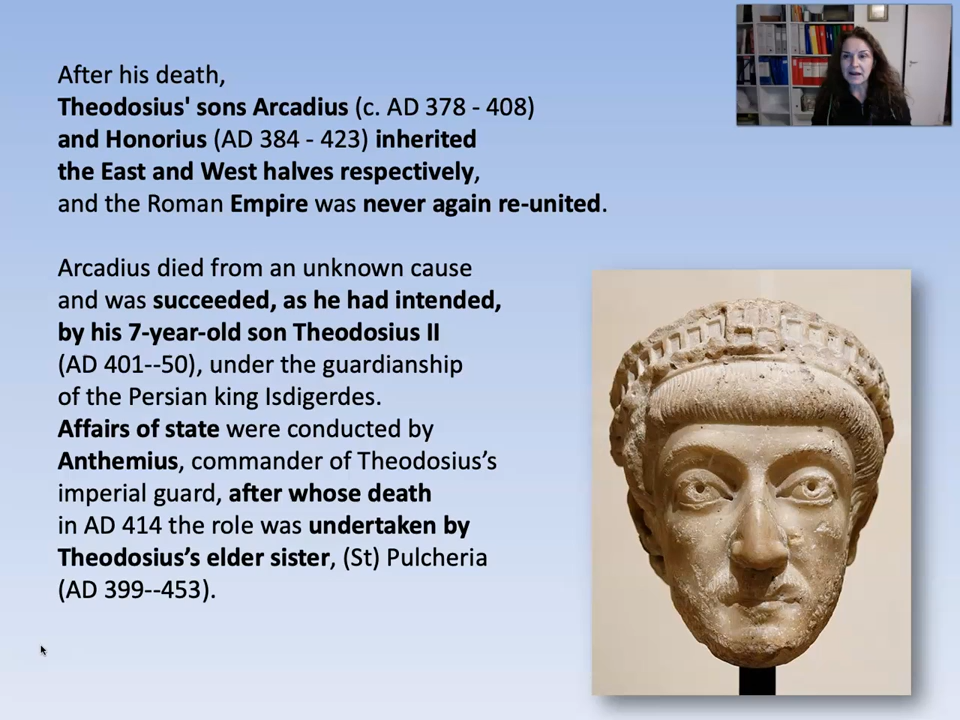 After his death,
Theodosius' sons Arcadius (c. AD 378 - 408)
and Honorius (AD 384 - 423) inherited
the East and West halves respectively,
and the Roman Empire was never again re-united.
Arcadius died from an unknown cause
and was succeeded, as he had intended,
by his 7-year-old son Theodosius II
(AD 401--50), under the guardianship
of the Persian king Isdigerdes.
Affairs of state were conducted by
Anthemius, commander of Theodosius’s
imperial guard, after whose death
in AD 414 the role was undertaken by
Theodosius’s elder sister, (St) Pulcheria
(AD 399--453).